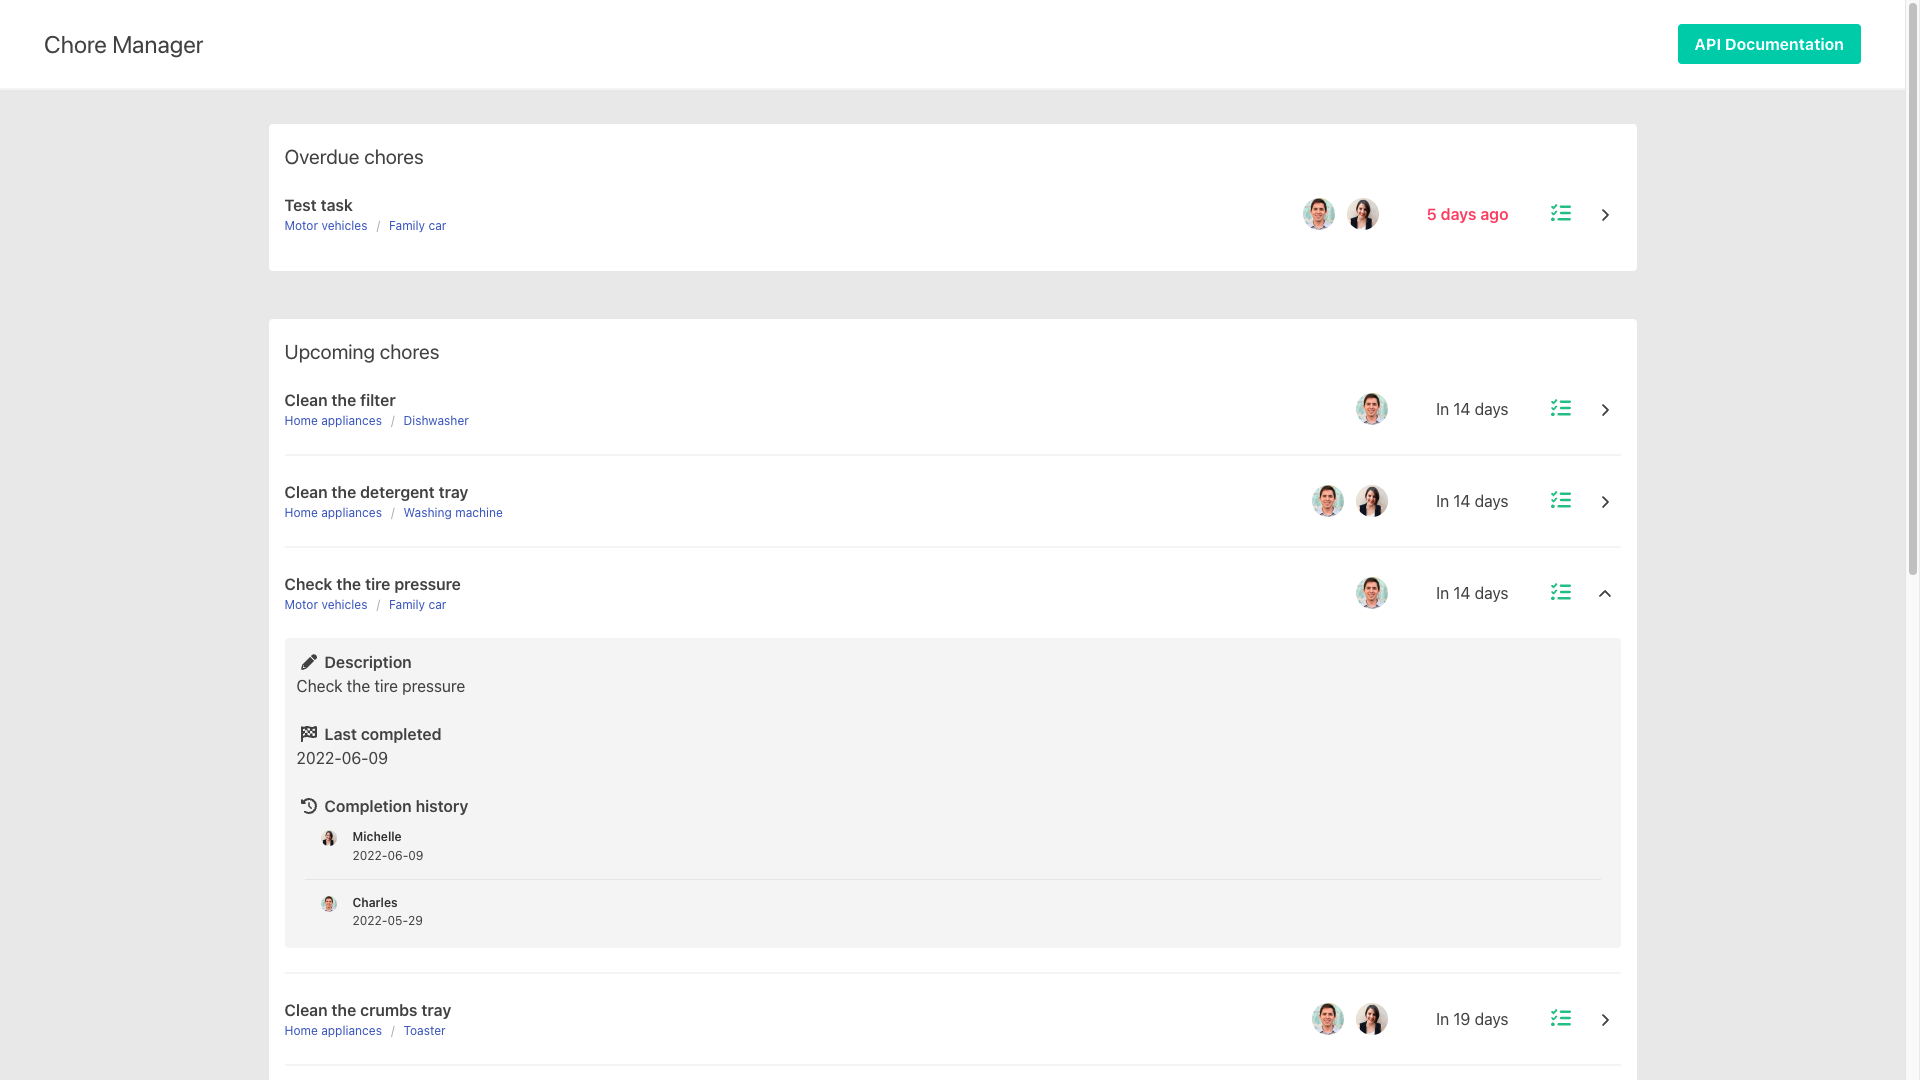 Chore Manager
API Documentation
Overdue chores
Test task
Motor vehicles / Family car
5 days ago
Upcoming chores
Clean the filter
Home appliances / Dishwasher
In 14 days
Clean the detergent tray
Home appliances / Washing machine
In 14 days
Check the tire pressure
Motor vehicles / Family car
In 14 days
Description
Check the tire pressure
Last completed
2022-06-09
Completion history
Michelle
2022-06-09
Charles
2022-05-29
Clean the crumbs tray
Home appliances / Toaster
In 19 days